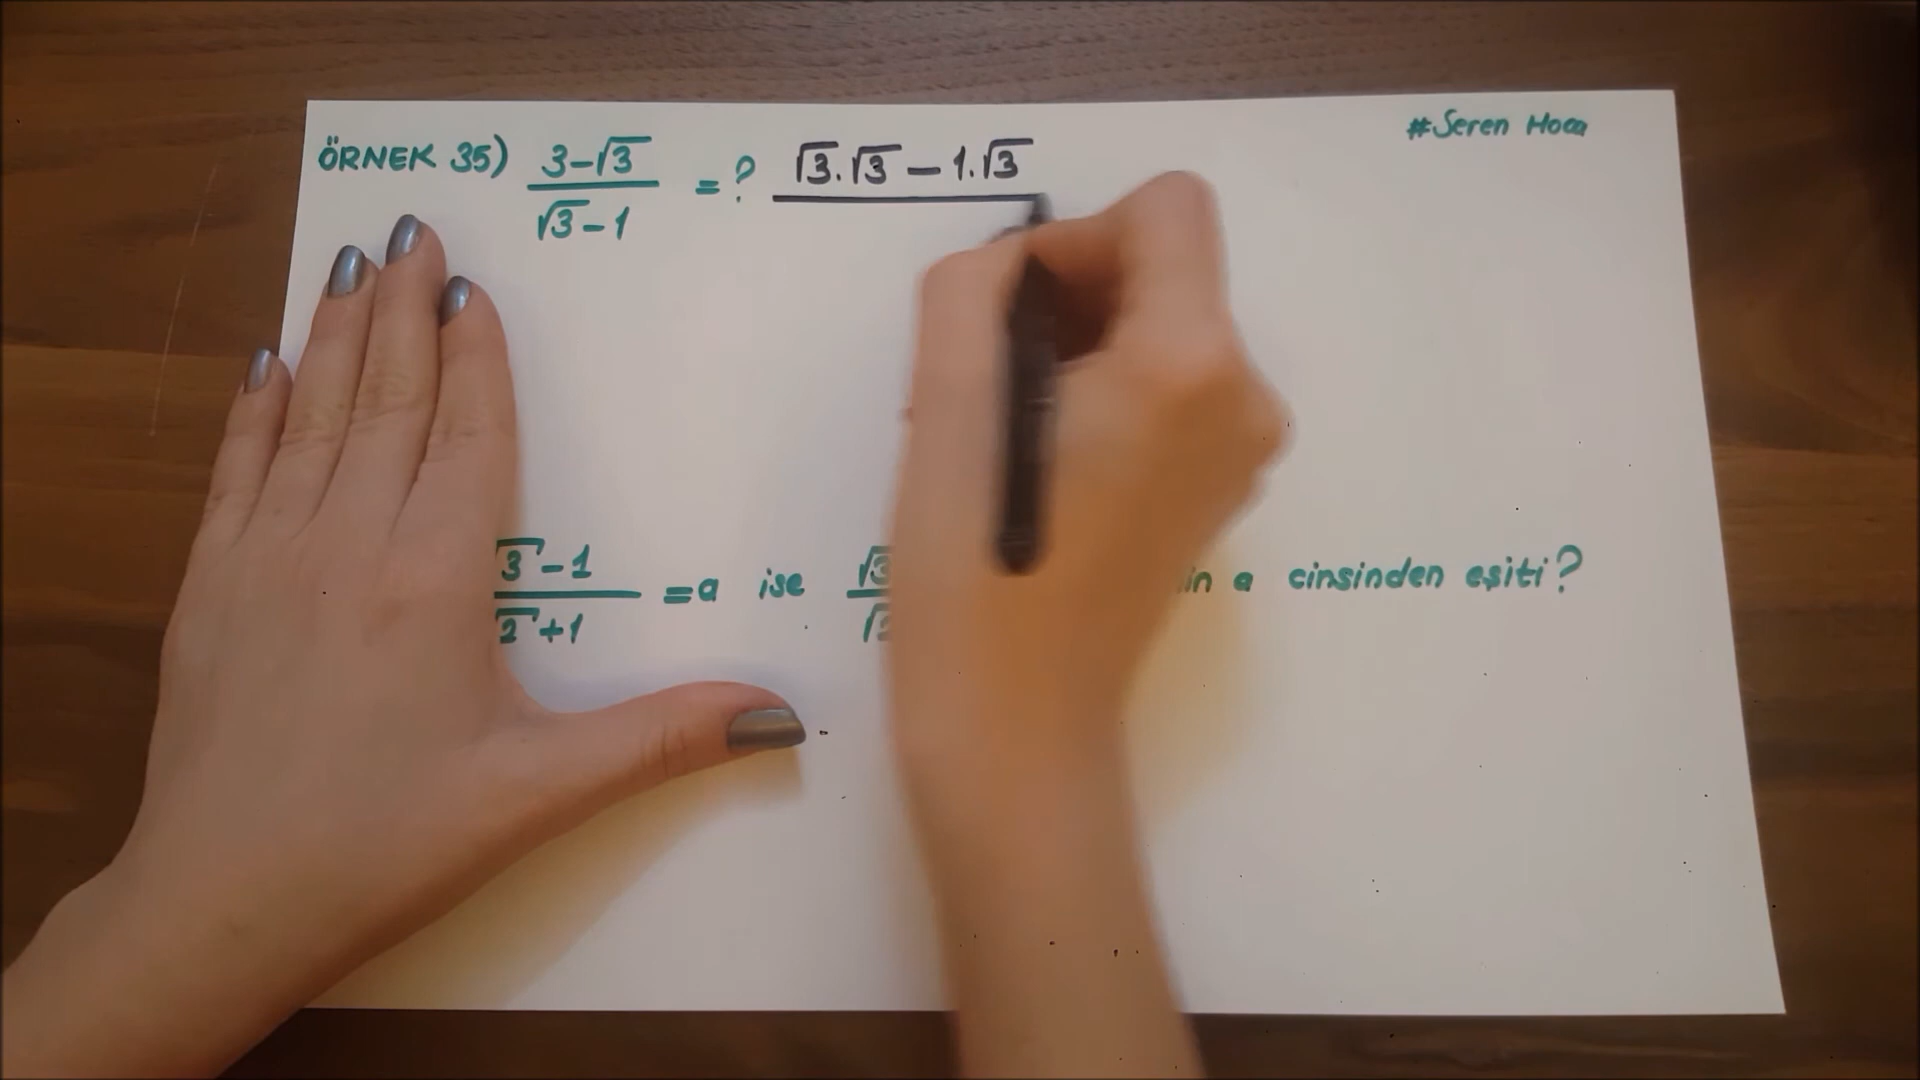 #Seren Hoca
ÖRNEK 35) 3-√3 / √3-1 = ? √3.√3 - 1.√3
√3-1 / √2+1 = a ise √3 in a cinsinden eşiti?